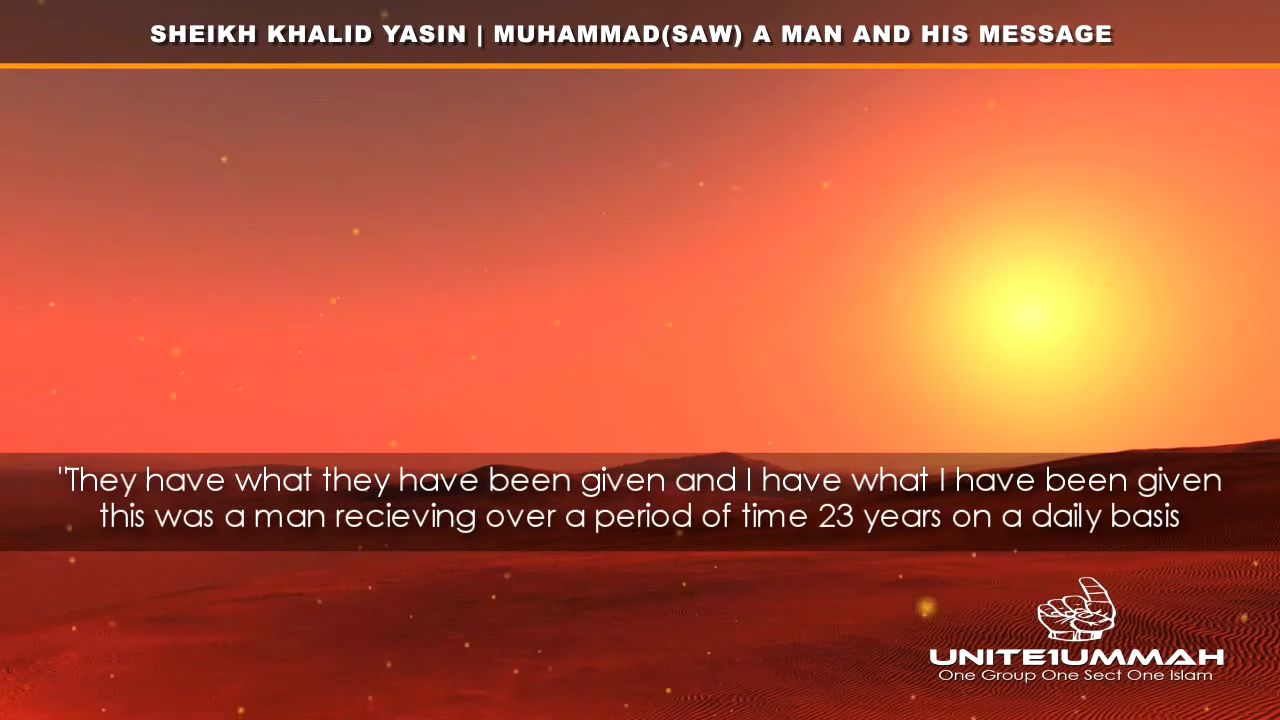 SHEIKH KHALID YASIN | MUHAMMAD(SAW) A MAN AND HIS MESSAGE
"They have what they have been given and I have what I have been given
this was a man recieving over a period of time 23 years on a daily basis
UNITE1UMMAH
One Group One Sect One Islam